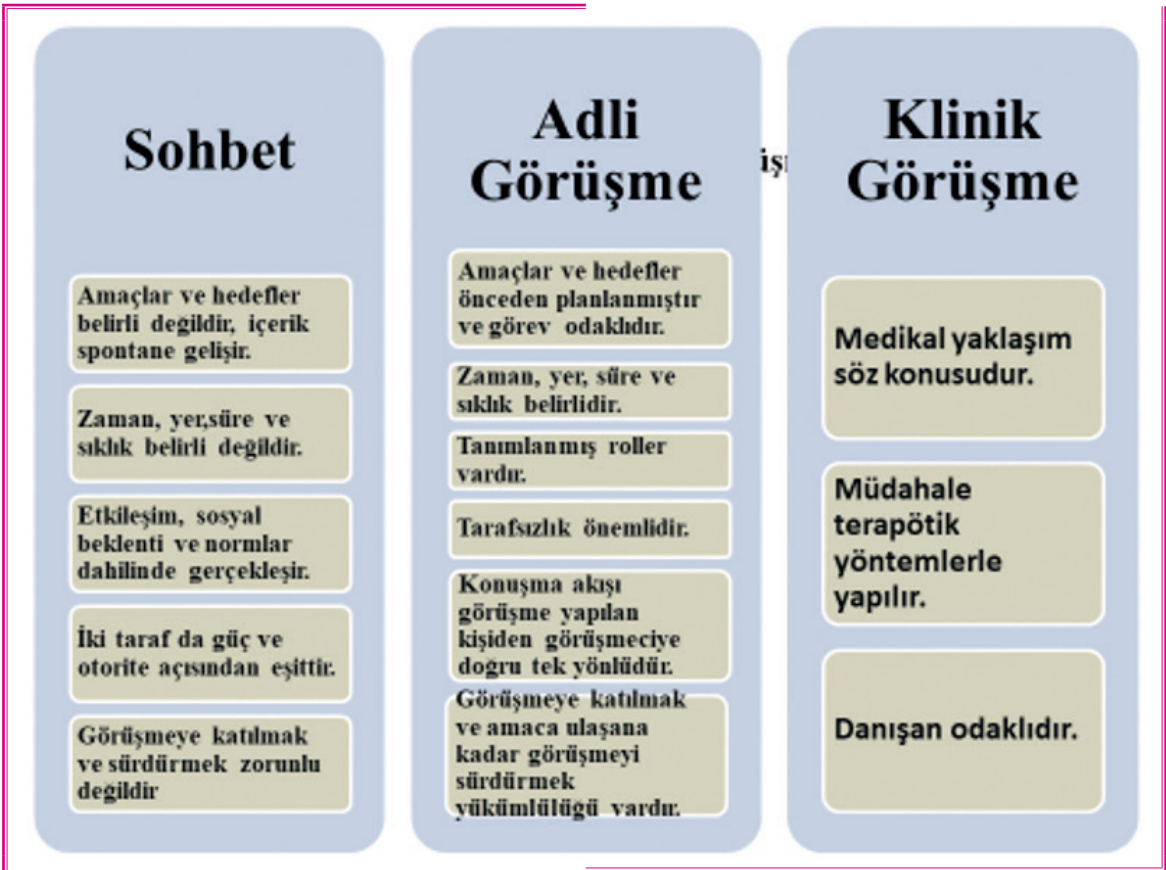 Sohbet
Amaçlar ve hedefler
belirli değildir, içerik
spontane gelişir.
Zaman, yer,süre ve
sıklık belirli değildir.
Etkileşim, sosyal
beklenti ve normlar
dahilinde gerçekleşir.
İki taraf da güç ve
otorite açısından eşittir.
Görüşmeye katılmak
ve sürdürmek zorunlu
değildir
Adli
Görüşme
Amaçlar ve hedefler
önceden planlanmıştır
ve görev odaklıdır.
Zaman, yer, süre ve
sıklık belirlidir.
Tanımlanmış roller
vardır.
Tarafsızlık önemlidir.
Konuşma akışı
görüşme yapılan
kişiden görüşmeciye
doğru tek yönlüdür.
Görüşmeye katılmak
ve amaca ulaşana
kadar görüşmeyi
sürdürmek
yükümlülüğü vardır.
Klinik
Görüşme
Medikal yaklaşım
söz konusudur.
Müdahale
terapötik
yöntemlerle
yapılır.
Danışan odaklıdır.